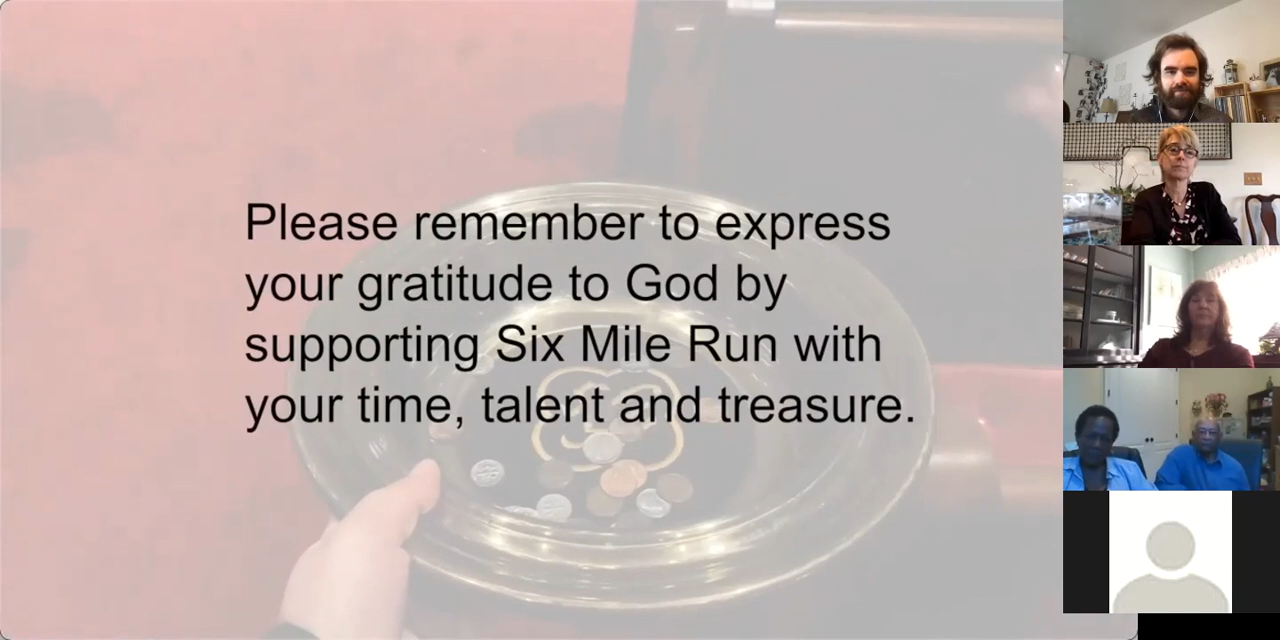 Please remember to express
your gratitude to God by
supporting Six Mile Run with
your time, talent and treasure.